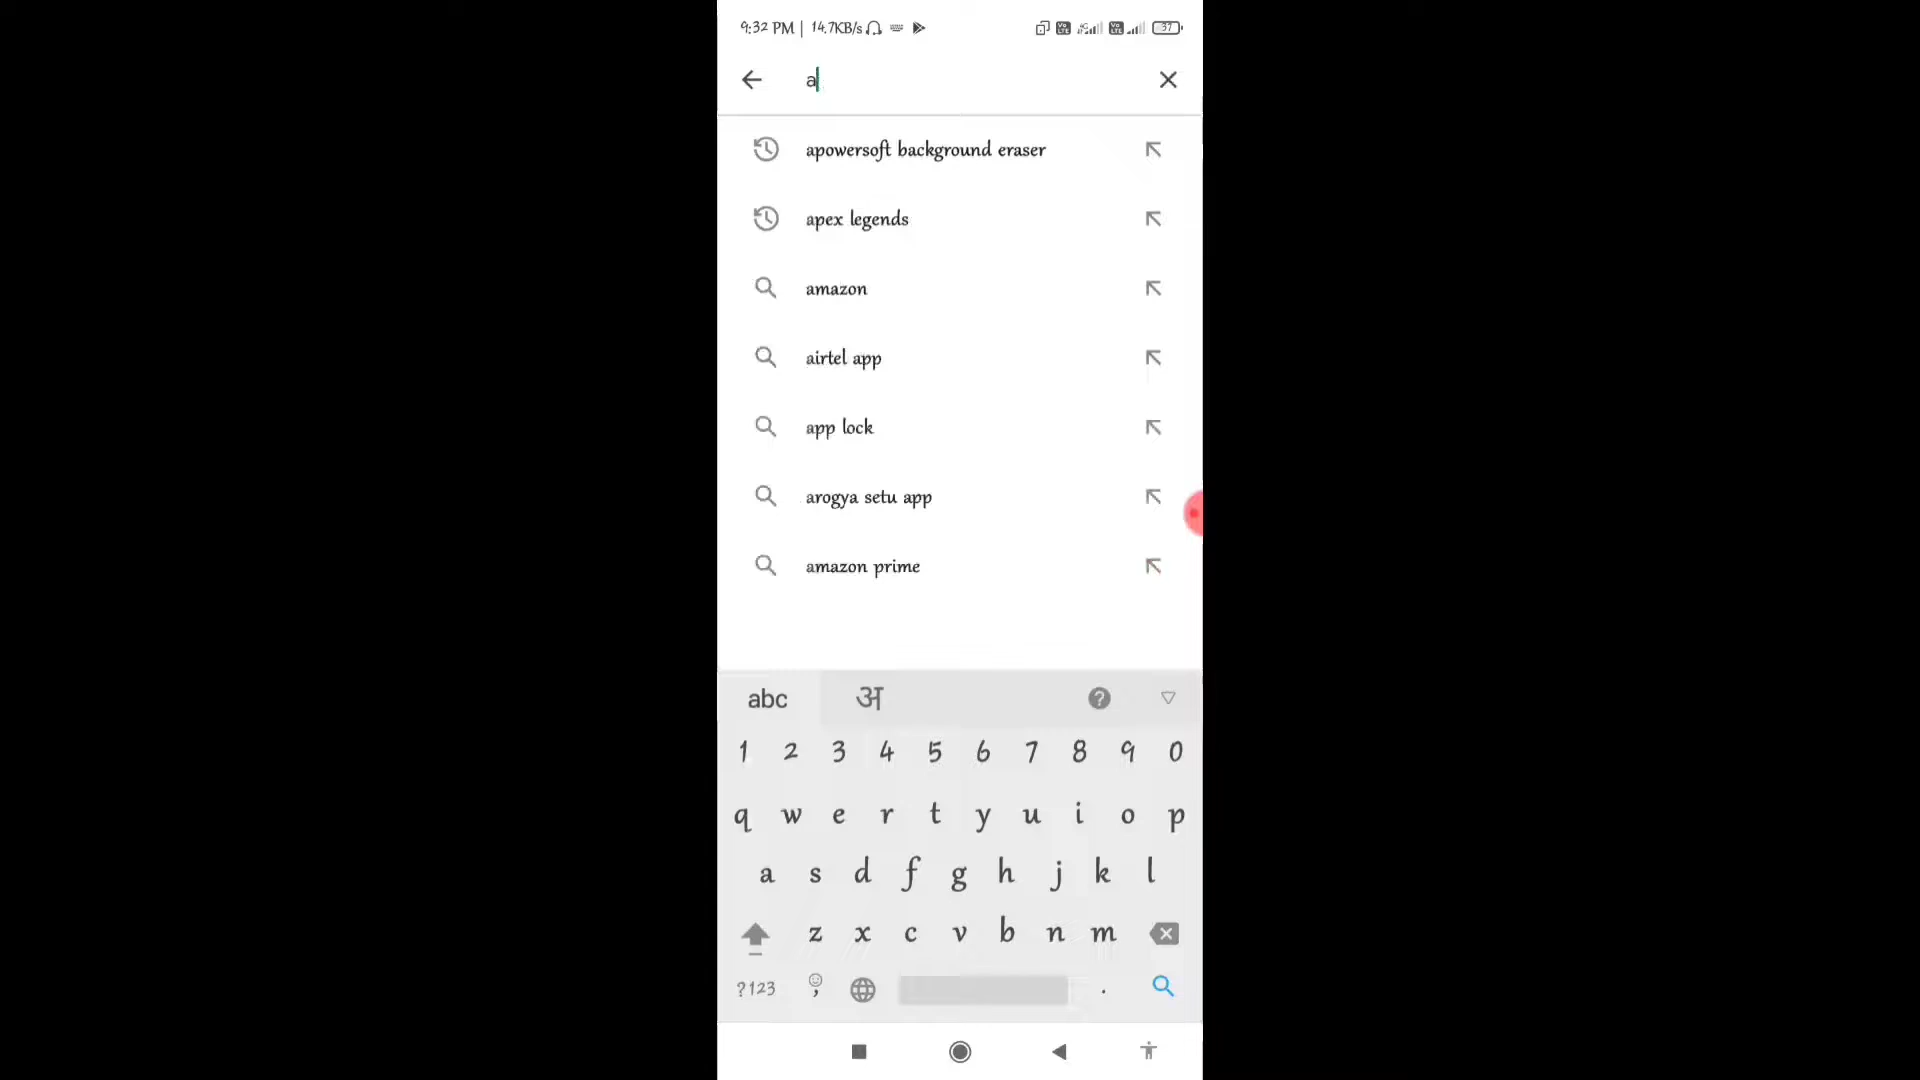 9:32 PM | 14.7KB/s 37
a
apowersoft background eraser
apex legends
amazon
airtel app
app lock
arogya setu app
amazon prime
abc अ ?
1 2 3 4 5 6 7 8 9 0
q w e r t y u i o p
a s d f g h j k l
z x c v b n m
?123 , .